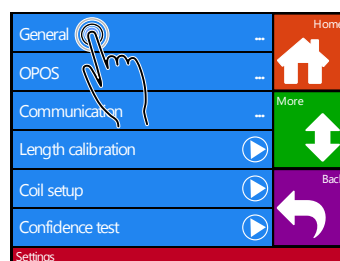 General ...
Home
OPOS ...
Communication ...
More
Length calibration
Coil setup
Back
Confidence test
Settings